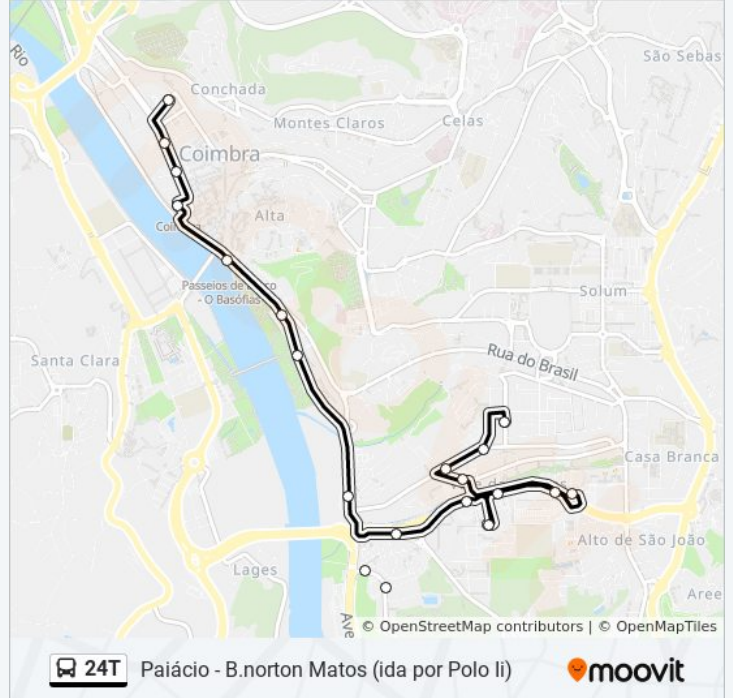 Rio
São Sebas
Conchada
Montes Claros
Celas
Coimbra
Alta
Passeios de
- O Basófias
Solum
Santa Clara
Rua do Brasil
Casa Branca
Alto de São João
Lages
Aree
Ave
© OpenStreetMap contributors | © OpenMapTiles
24T
Paiácio - B.norton Matos (ida por Polo Ii)
moovit